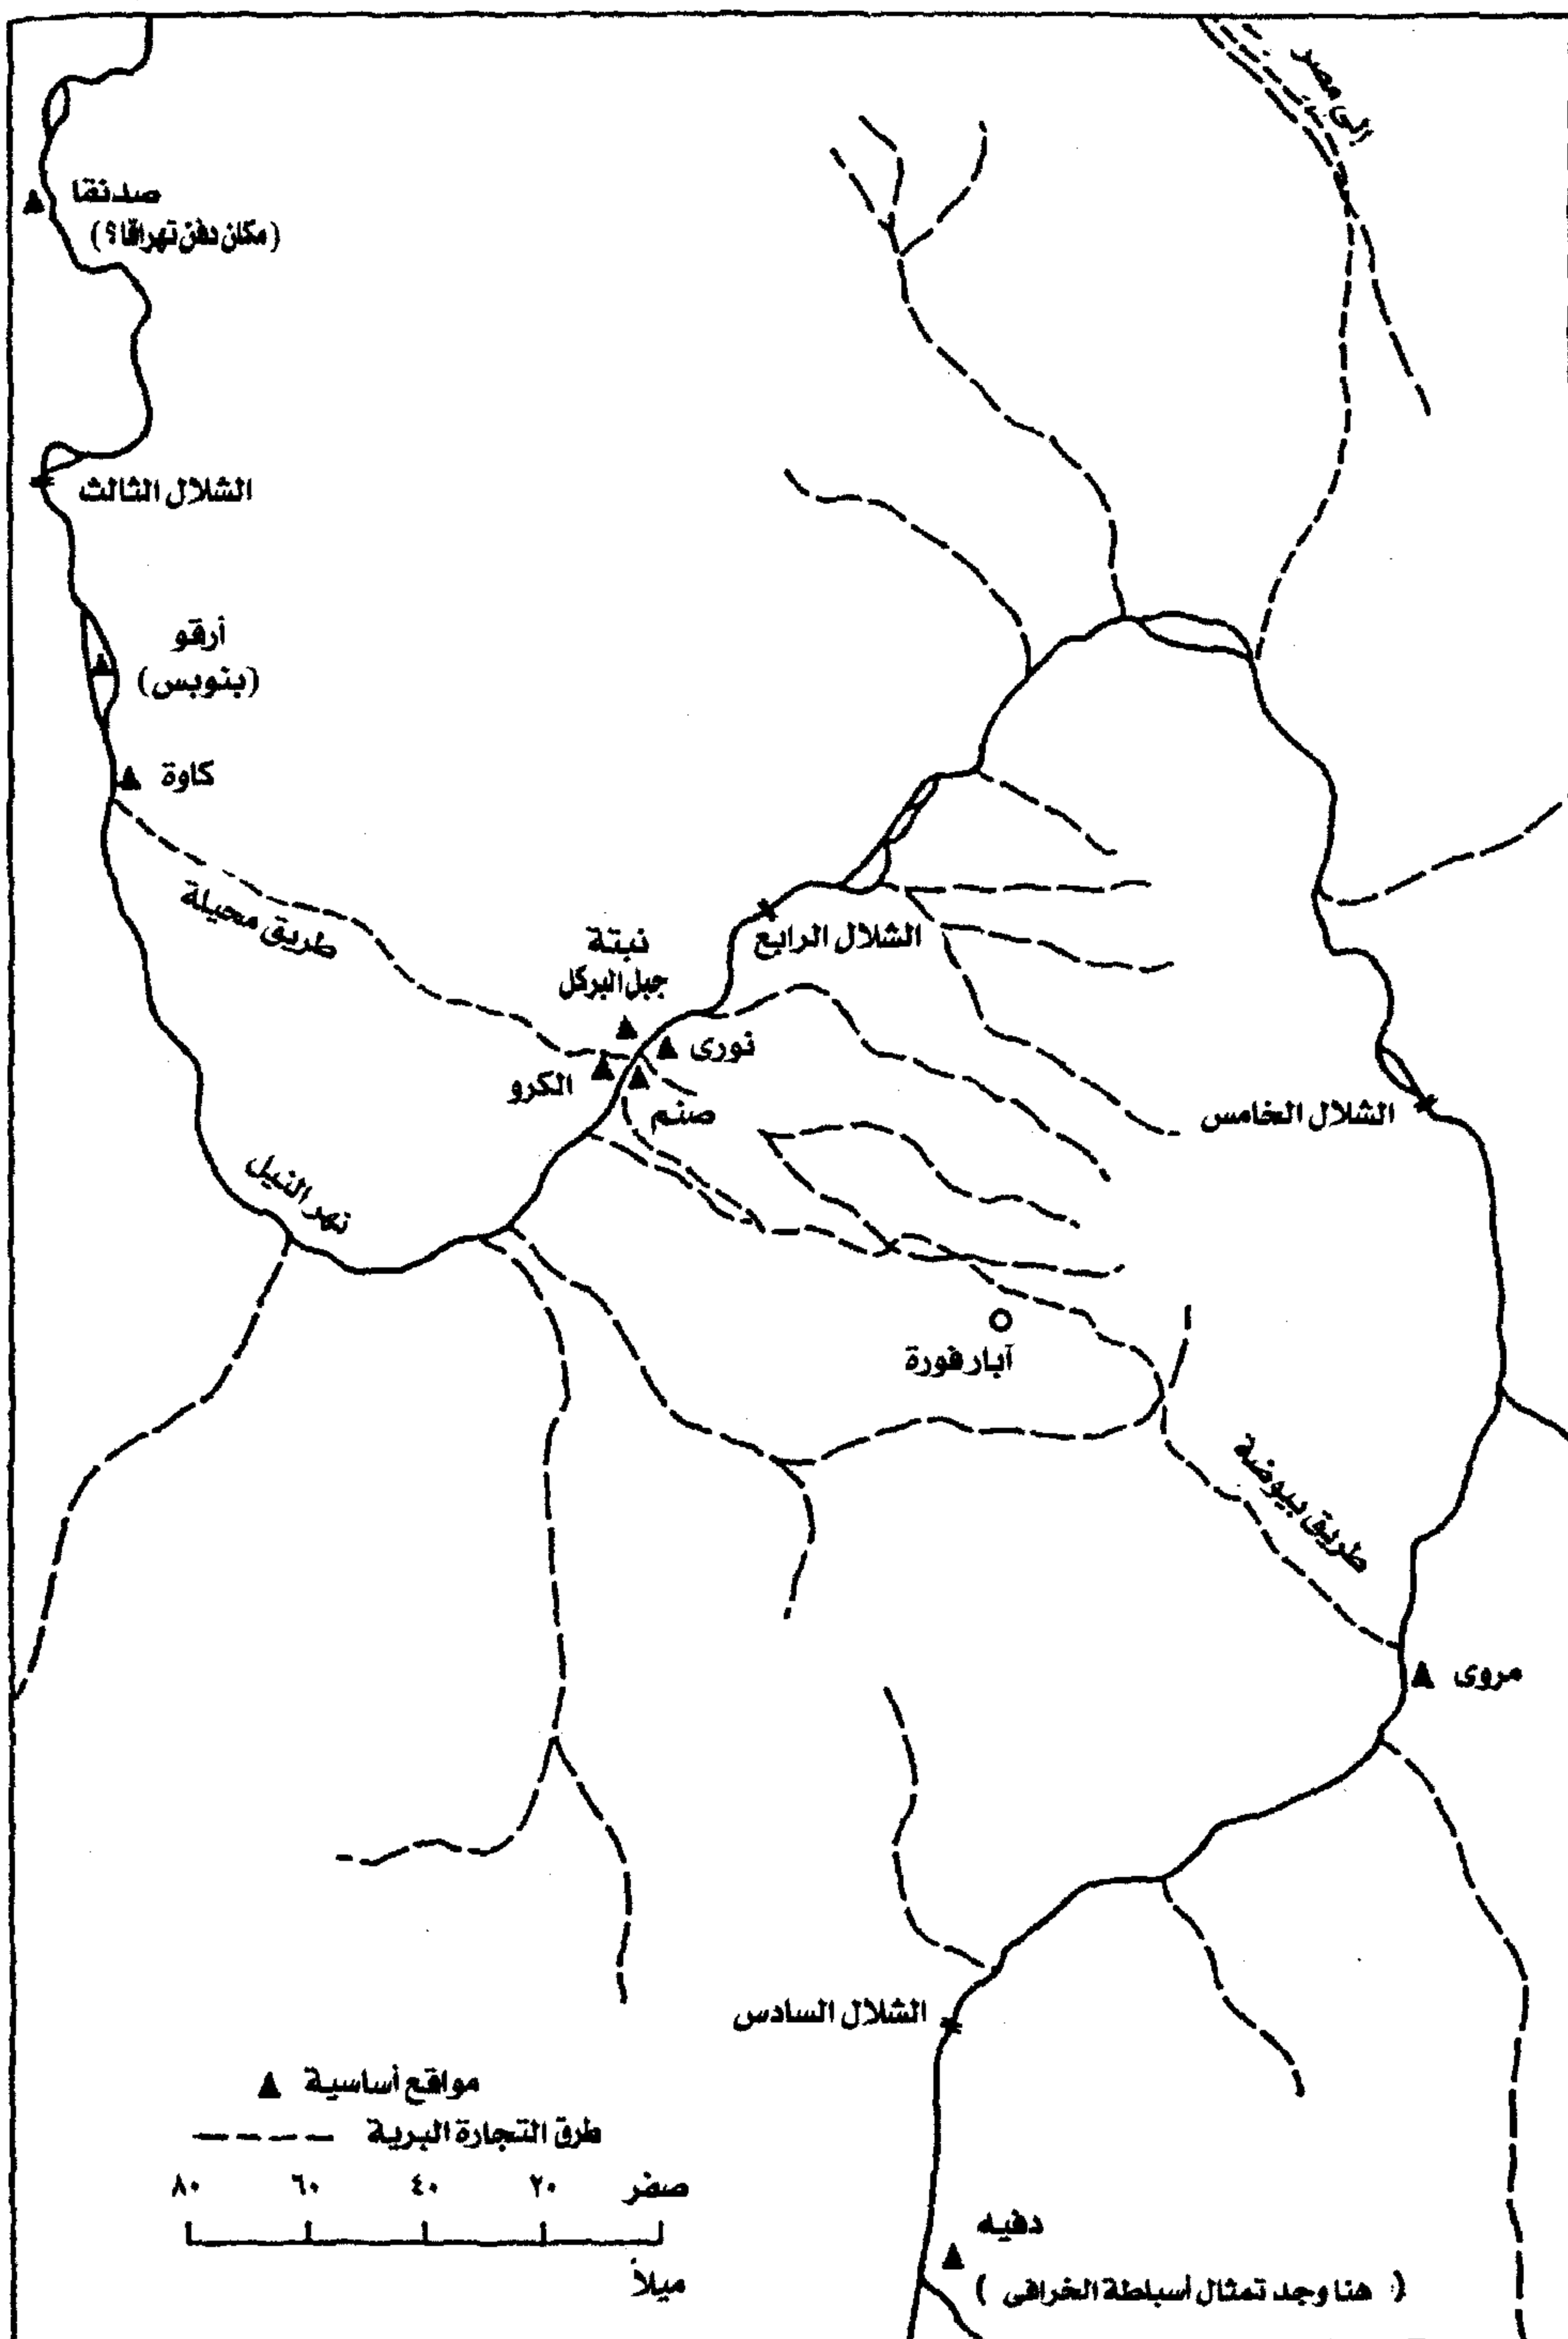 إلى مصر
صدنقا
(مكان دفن تهراقا؟)
الشلال الثالث
أرقو
(بنوبس)
كاوة
طريق محيلة
نبتة
جبل البركل
الشلال الرابع
نورى
الكرو
صنم
الشلال الخامس
نهر النيل
آبار فورة
طريق بيوضة
مروى
الشلال السادس
مواقع أساسية
طرق التجارة البرية
صفر ٢٠ ٤٠ ٦٠ ٨٠
ميلاً
دفيه
( هنا وجد تمثال أسباطة الخرافى )